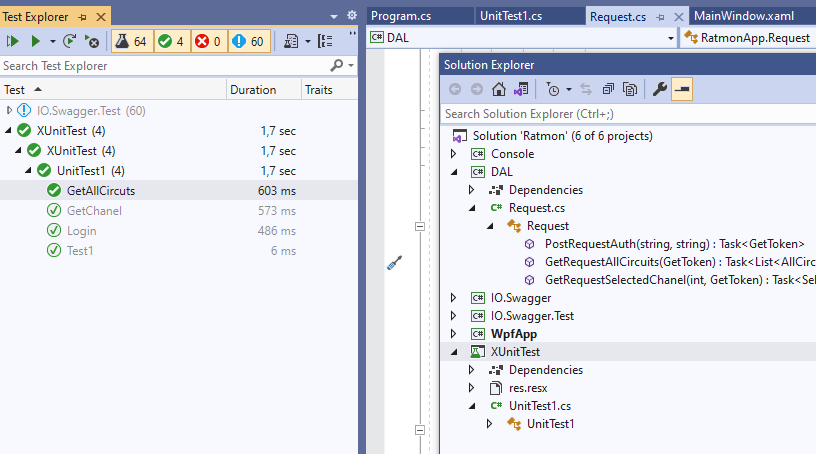 Test Explorer
64 4 0 60
Search Test Explorer
Test Duration Traits
IO.Swagger.Test (60)
XUnitTest (4) 1,7 sec
XUnitTest (4) 1,7 sec
UnitTest1 (4) 1,7 sec
GetAllCircuts 603 ms
GetChanel 573 ms
Login 486 ms
Test1 6 ms
Program.cs UnitTest1.cs Request.cs MainWindow.xaml
C# DAL RatmonApp.Request
Solution Explorer
Search Solution Explorer (Ctrl+;)
Solution 'Ratmon' (6 of 6 projects)
C# Console
C# DAL
Dependencies
C# Request.cs
Request
PostRequestAuth(string, string) : Task<GetToken>
GetRequestAllCircuits(GetToken) : Task<List<AllCirc
GetRequestSelectedChanel(int, GetToken) : Task<Sel
C# IO.Swagger
C# IO.Swagger.Test
C# WpfApp
XUnitTest
Dependencies
res.resx
C# UnitTest1.cs
UnitTest1